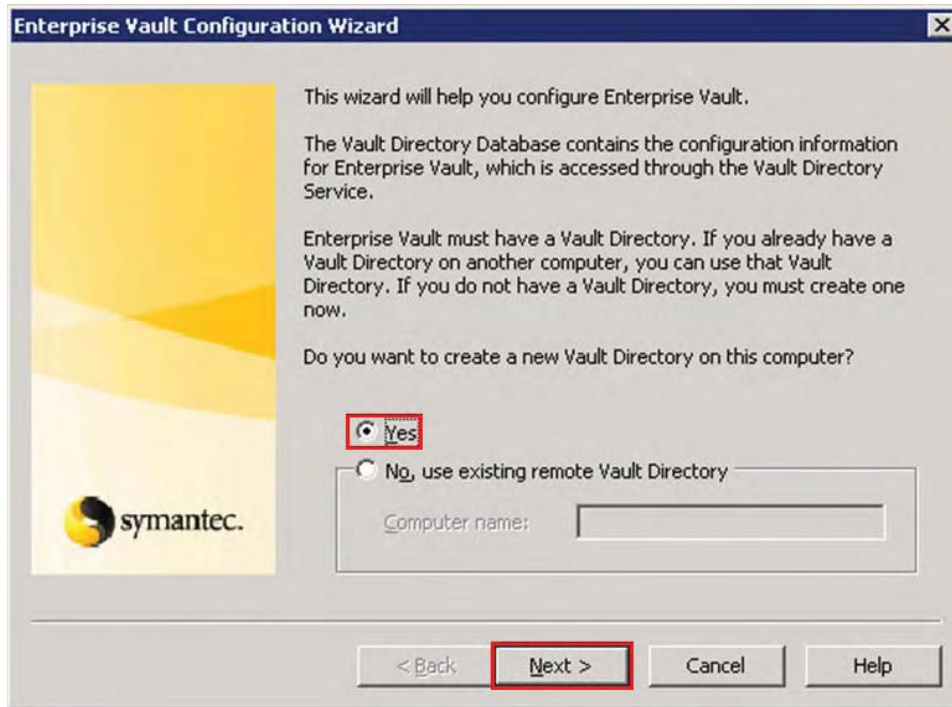 Enterprise Vault Configuration Wizard
This wizard will help you configure Enterprise Vault.
The Vault Directory Database contains the configuration information
for Enterprise Vault, which is accessed through the Vault Directory
Service.
Enterprise Vault must have a Vault Directory. If you already have a
Vault Directory on another computer, you can use that Vault
Directory. If you do not have a Vault Directory, you must create one
now.
Do you want to create a new Vault Directory on this computer?
Yes
No, use existing remote Vault Directory
Computer name:
symantec.
< Back
Next >
Cancel
Help